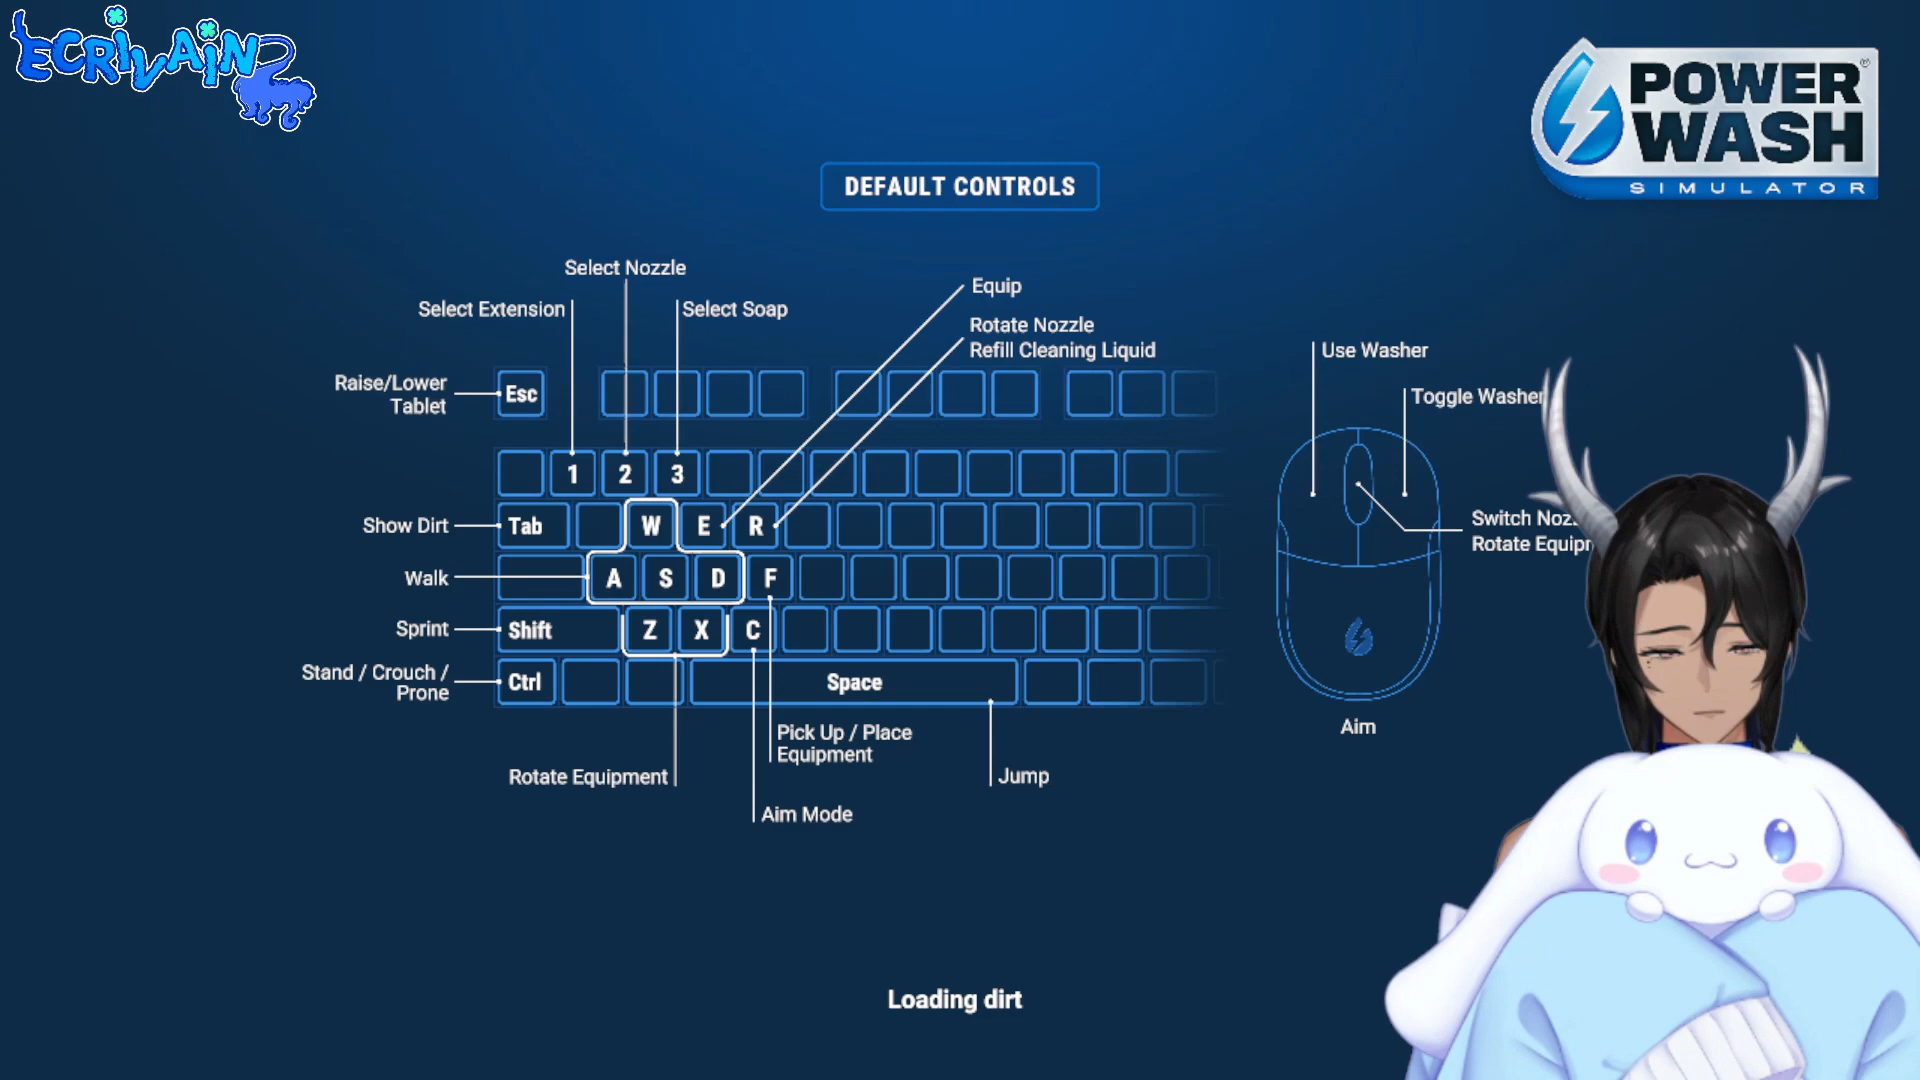 ECRIVAIN
POWER®
WASH
SIMULATOR
DEFAULT CONTROLS
Select Nozzle
Select Extension
Select Soap
Equip
Rotate Nozzle
Refill Cleaning Liquid
Use Washer
Toggle Washer
Raise/Lower
Tablet
Esc
1
2
3
Show Dirt
Tab
W
E
R
Switch
Rotate
Walk
A
S
D
F
Sprint
Shift
Z
X
C
Stand / Crouch /
Prone
Ctrl
Space
Aim
Pick Up / Place
Equipment
Rotate Equipment
Jump
Aim Mode
Loading dirt